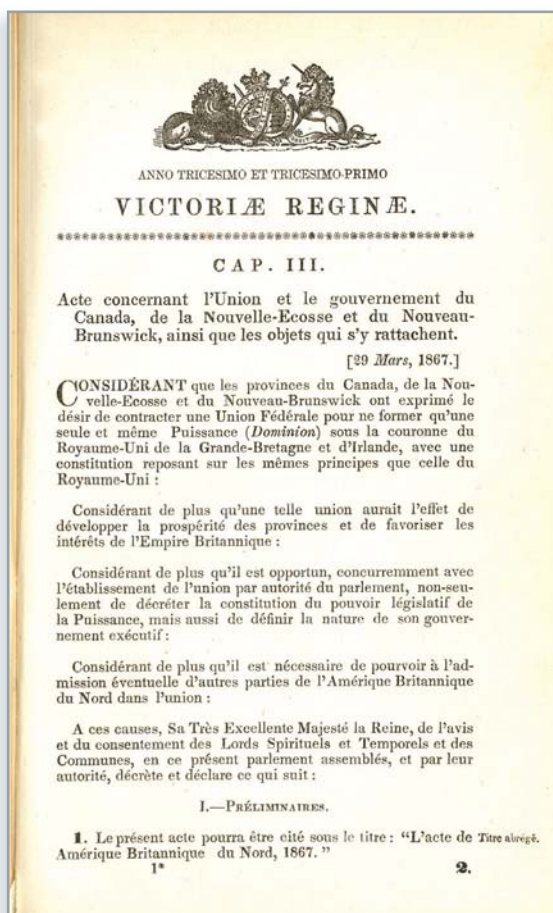 ANNO TRICESIMO ET TRICESIMO-PRIMO
VICTORIÆ REGINÆ.
CAP. III.
Acte concernant l'Union et le gouvernement du
Canada, de la Nouvelle-Ecosse et du Nouveau-
Brunswick, ainsi que les objets qui s'y rattachent.
[29 Mars, 1867.]
CONSIDÉRANT que les provinces du Canada, de la Nou-
velle-Ecosse et du Nouveau-Brunswick ont exprimé le
désir de contracter une Union Fédérale pour ne former qu'une
seule et même Puissance (Dominion) sous la couronne du
Royaume-Uni de la Grande-Bretagne et d'Irlande, avec une
constitution reposant sur les mêmes principes que celle du
Royaume-Uni :
Considérant de plus qu'une telle union aurait l'effet de
développer la prospérité des provinces et de favoriser les
intérêts de l'Empire Britannique :
Considérant de plus qu'il est opportun, concurremment avec
l'établissement de l'union par autorité du parlement, non-seu-
lement de décréter la constitution du pouvoir législatif de
la Puissance, mais aussi de définir la nature de son gouver-
nement exécutif :
Considérant de plus qu'il est nécessaire de pourvoir à l'ad-
mission éventuelle d'autres parties de l'Amérique Britannique
du Nord dans l'union :
A ces causes, Sa Très Excellente Majesté la Reine, de l'avis
et du consentement des Lords Spirituels et Temporels et des
Communes, en ce présent parlement assemblés, et par leur
autorité, décrète et déclare ce qui suit :
I.—PRÉLIMINAIRES.
1. Le présent acte pourra être cité sous le titre : "L'acte de Titre abrégé.
Amérique Britannique du Nord, 1867. "
1* 2.